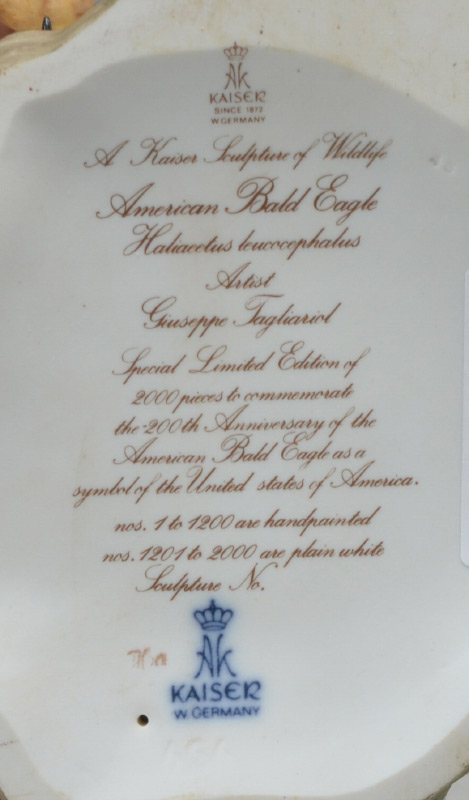 AK
KAISER
SINCE 1872
W.GERMANY
A Kaiser Sculpture of Wildlife
American Bald Eagle
Haliaeetus leucocephalus
Artist
Giuseppe Tagliariol
Special Limited Edition of
2000 pieces to commemorate
the 200th Anniversary of the
American Bald Eagle as a
symbol of the United states of America.
nos. 1 to 1200 are handpainted
nos. 1201 to 2000 are plain white
Sculpture No.
AK
KAISER
W. GERMANY